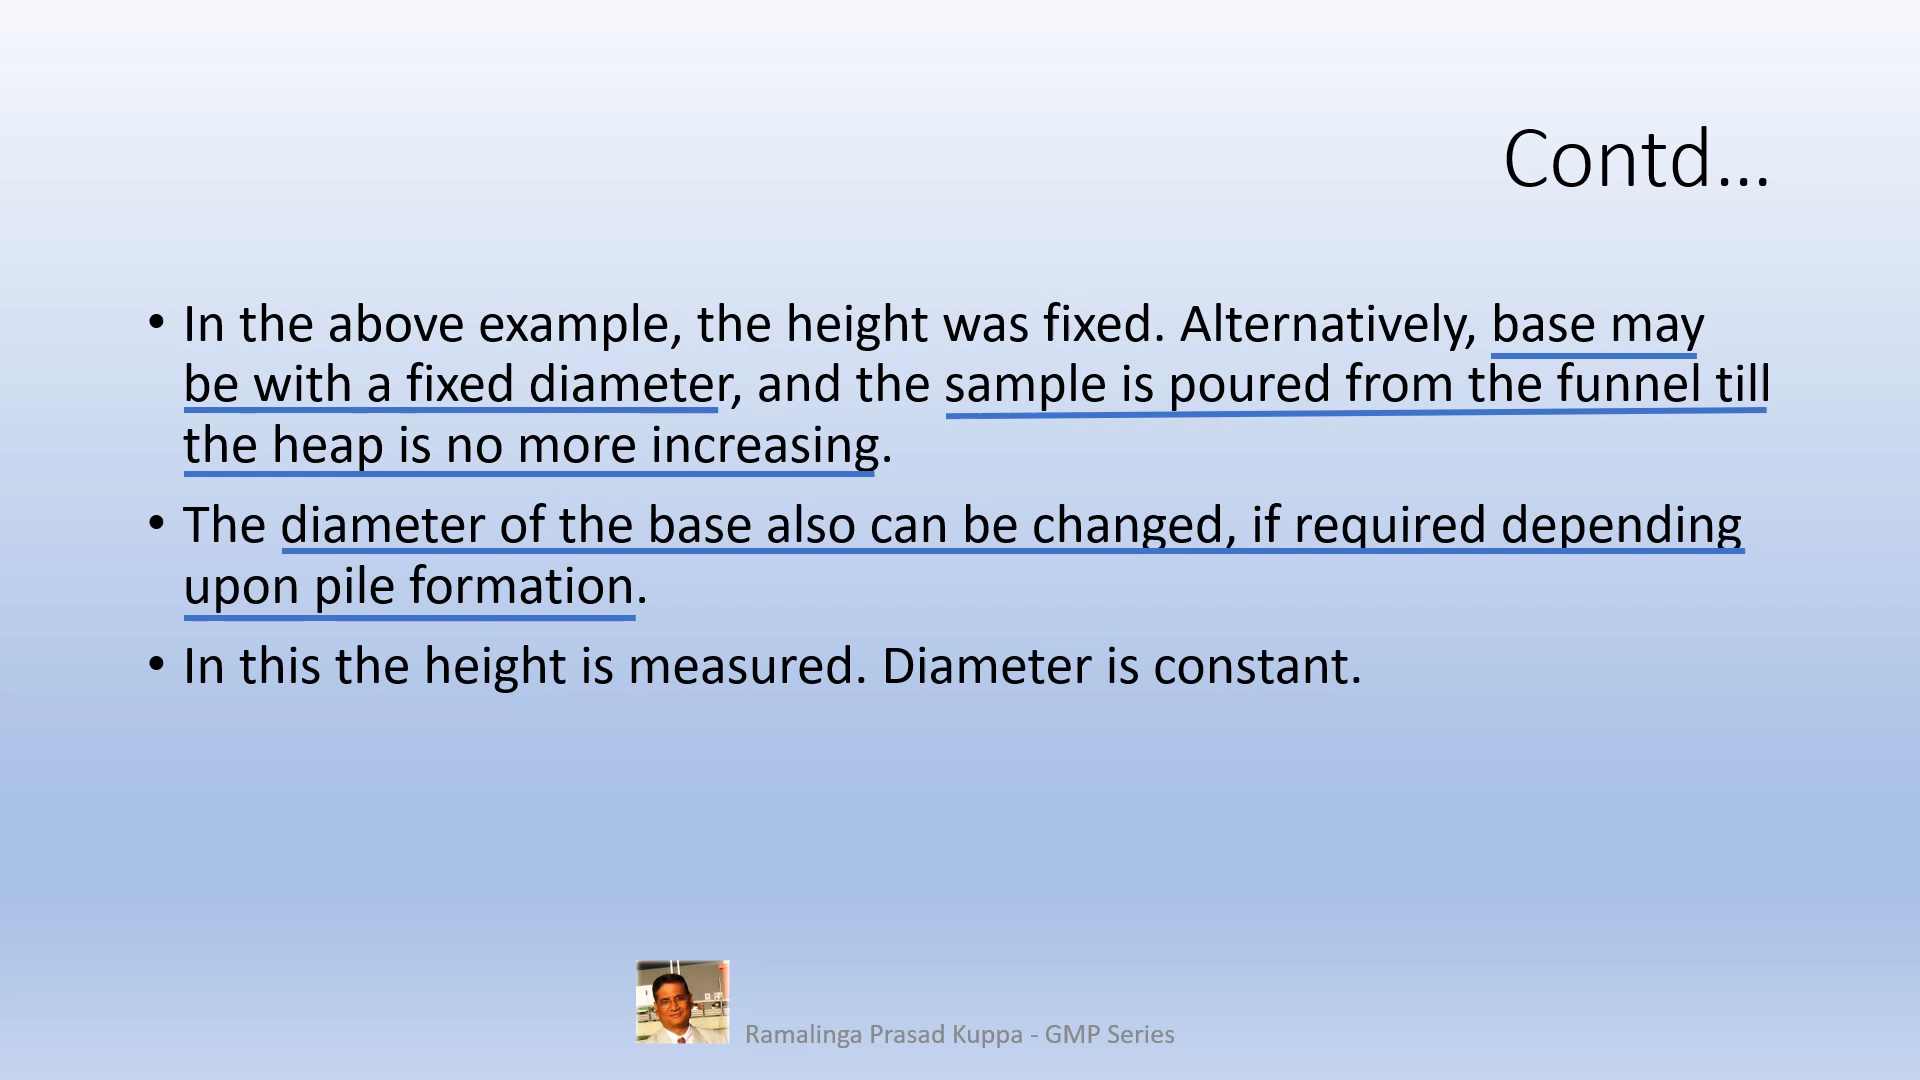 Contd...
• In the above example, the height was fixed. Alternatively, base may
be with a fixed diameter, and the sample is poured from the funnel till
the heap is no more increasing.
• The diameter of the base also can be changed, if required depending
upon pile formation.
• In this the height is measured. Diameter is constant.
Ramalinga Prasad Kuppa - GMP Series